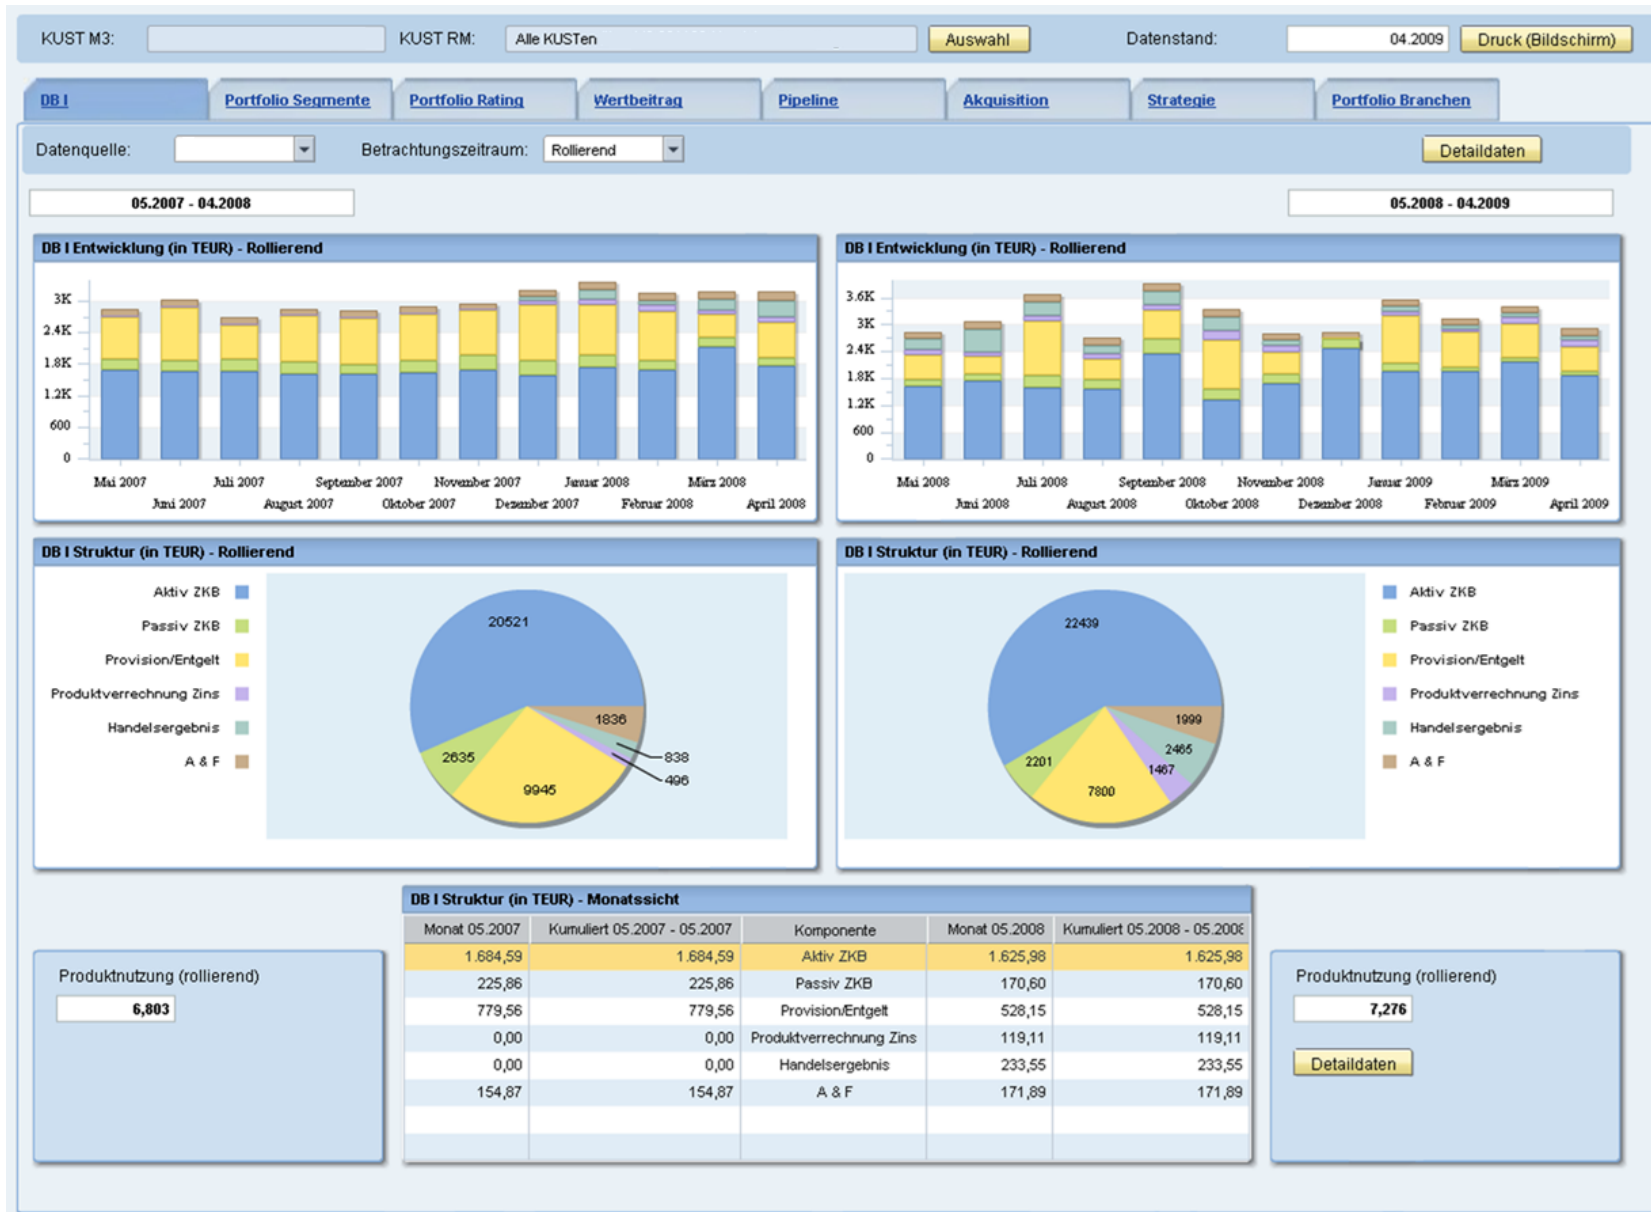 KUST M3: KUST RM: Alle KUSTen Auswahl Datenstand: 04.2009 Druck (Bildschirm)
DB I Portfolio Segmente Portfolio Rating Wertbeitrag Pipeline Akquisition Strategie Portfolio Branchen
Datenquelle: Betrachtungszeitraum: Rollierend Detaildaten
05.2007 - 04.2008 05.2008 - 04.2009
DB I Entwicklung (in TEUR) - Rollierend
3K
2.4K
1.8K
1.2K
600
0
Mai 2007 Juli 2007 September 2007 November 2007 Januar 2008 März 2008
Juni 2007 August 2007 Oktober 2007 Dezember 2007 Februar 2008 April 2008
DB I Entwicklung (in TEUR) - Rollierend
3.6K
3K
2.4K
1.8K
1.2K
600
0
Mai 2008 Juli 2008 September 2008 November 2008 Januar 2009 März 2009
Juni 2008 August 2008 Oktober 2008 Dezember 2008 Februar 2009 April 2009
DB I Struktur (in TEUR) - Rollierend
Aktiv ZKB
Passiv ZKB
Provision/Entgelt
Produktverrechnung Zins
Handelsergebnis
A & F
20521
1836
838
2635
496
9945
DB I Struktur (in TEUR) - Rollierend
22439
1999
2465
2201
1467
7800
Aktiv ZKB
Passiv ZKB
Provision/Entgelt
Produktverrechnung Zins
Handelsergebnis
A & F
DB I Struktur (in TEUR) - Monatssicht
Monat 05.2007 Kumuliert 05.2007 - 05.2007 Komponente Monat 05.2008 Kumuliert 05.2008 - 05.2008
1.684,59 1.684,59 Aktiv ZKB 1.625,98 1.625,98
225,86 225,86 Passiv ZKB 170,60 170,60
779,56 779,56 Provision/Entgelt 528,15 528,15
0,00 0,00 Produktverrechnung Zins 119,11 119,11
0,00 0,00 Handelsergebnis 233,55 233,55
154,87 154,87 A & F 171,89 171,89
Produktnutzung (rollierend)
6,803
Produktnutzung (rollierend)
7,276
Detaildaten